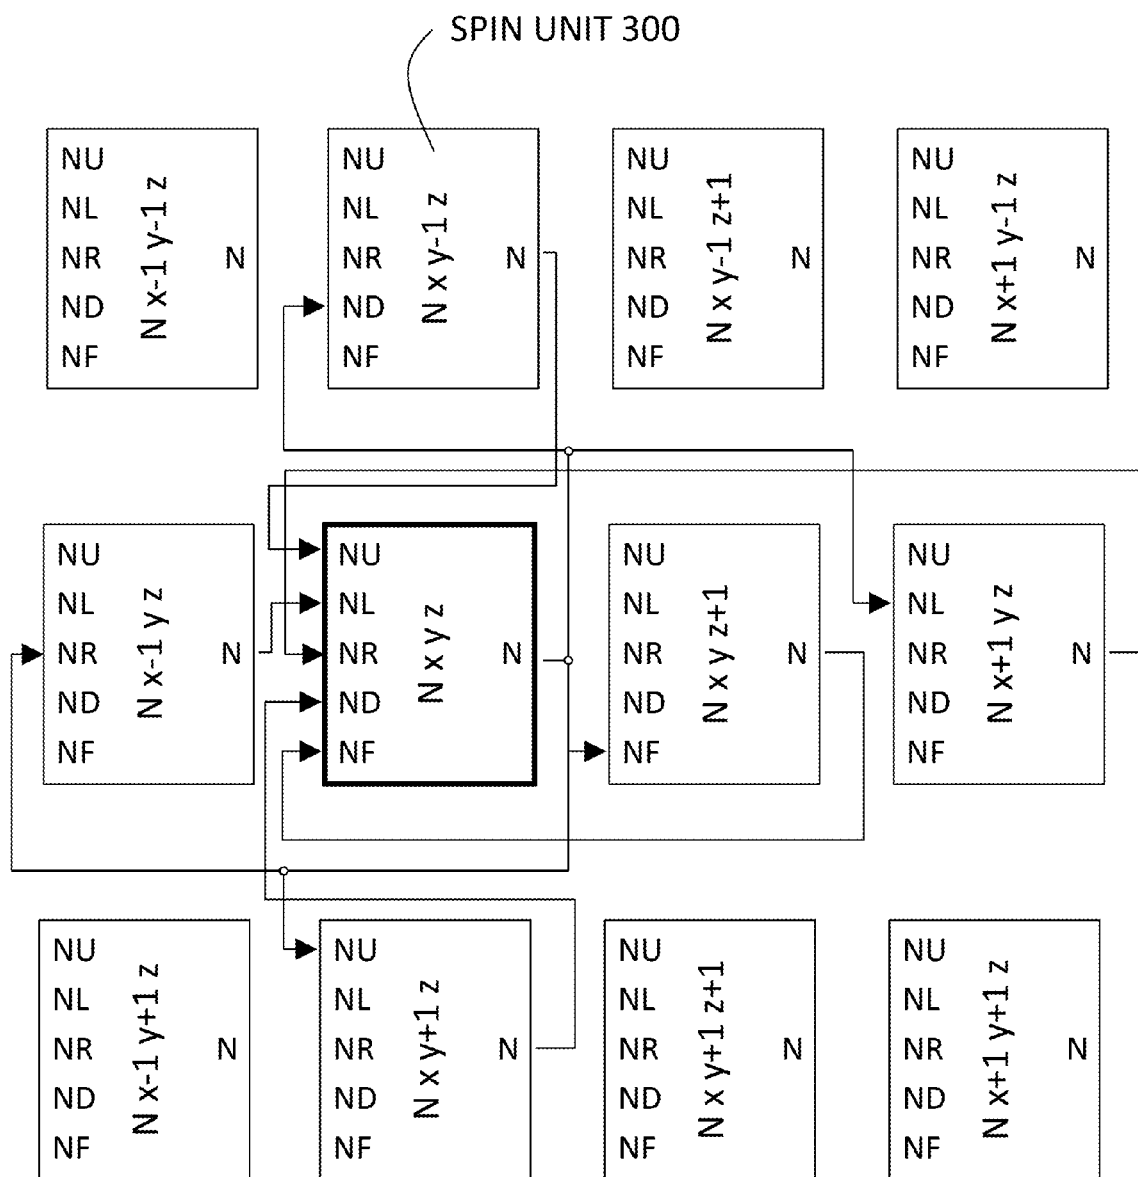 SPIN UNIT 300
NU
NL
NR
ND
NF
N x-1 y-1 z
N
NU
NL
NR
ND
NF
N x y-1 z
N
NU
NL
NR
ND
NF
N x y-1 z+1
N
NU
NL
NR
ND
NF
N x+1 y-1 z
N
NU
NL
NR
ND
NF
N x-1 y z
N
NU
NL
NR
ND
NF
N x y z
N
NU
NL
NR
ND
NF
N x y z+1
N
NU
NL
NR
ND
NF
N x+1 y z
N
NU
NL
NR
ND
NF
N x-1 y+1 z
N
NU
NL
NR
ND
NF
N x y+1 z
N
NU
NL
NR
ND
NF
N x y+1 z+1
N
NU
NL
NR
ND
NF
N x+1 y+1 z
N